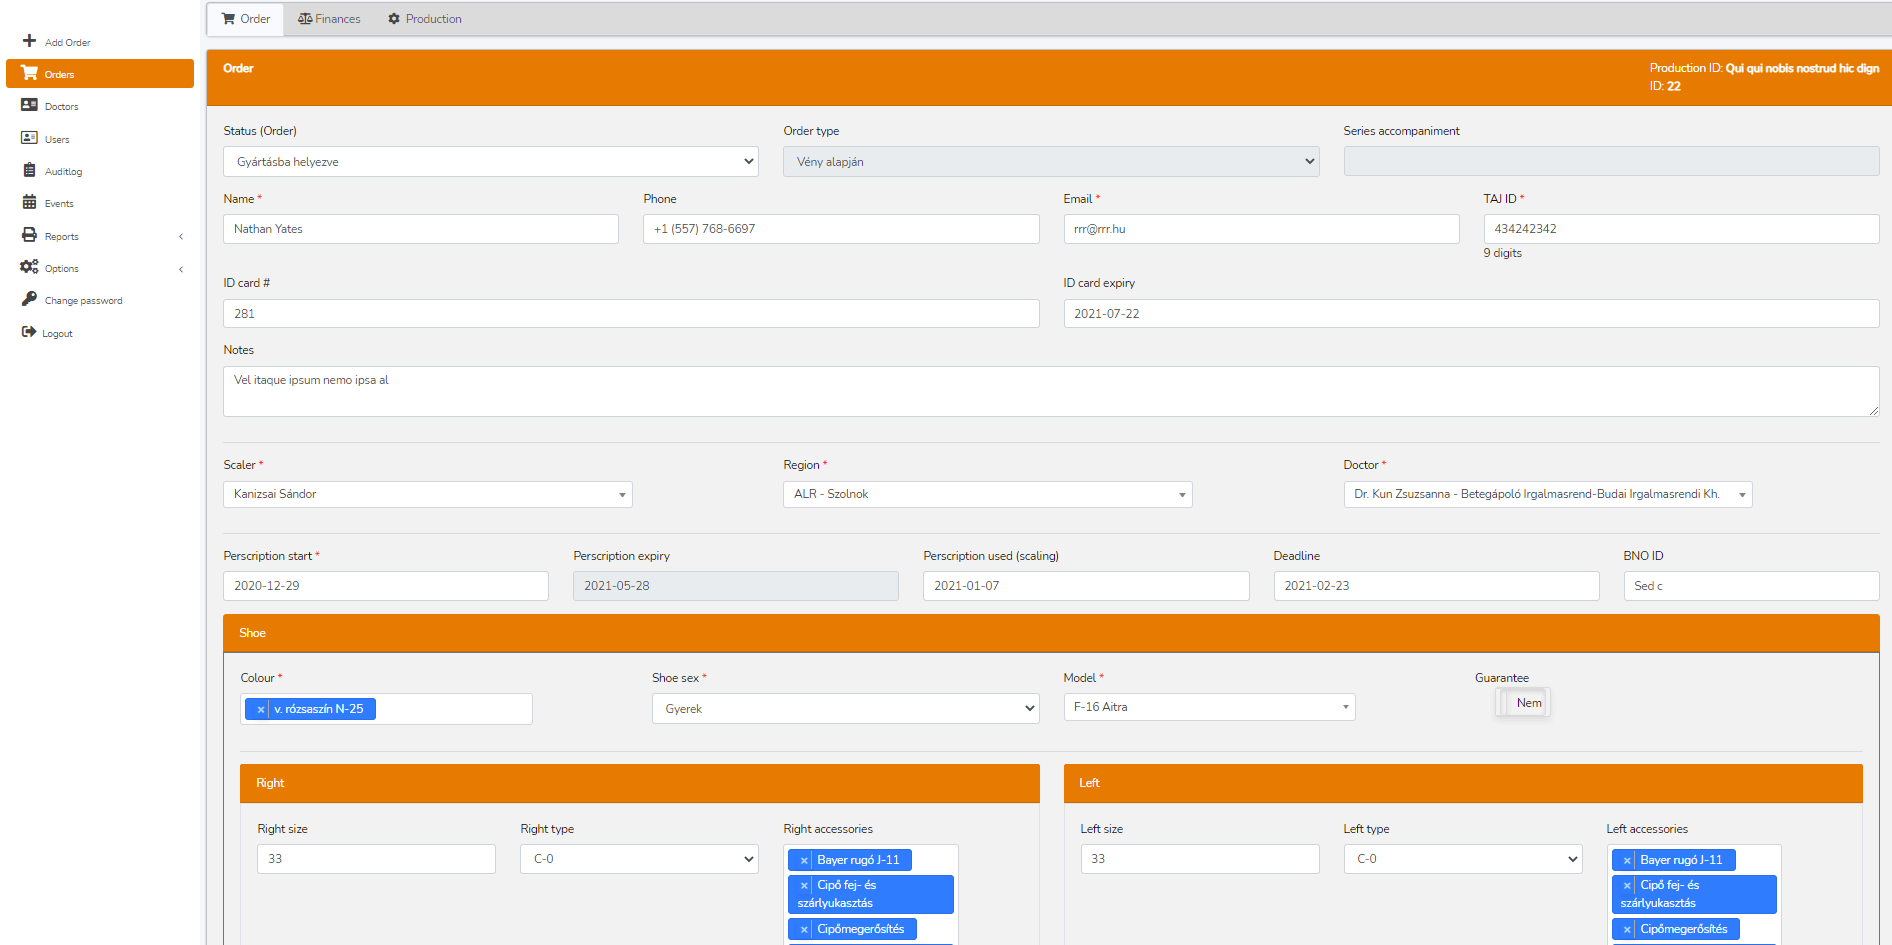 Order
Finances
Production
Add Order
Orders
Doctors
Users
Auditlog
Events
Reports
Options
Change password
Logout
Order
Production ID: Qui qui nobis nostrud hic dign
ID: 22
Status (Order)
Order type
Series accompaniment
Gyártásba helyezve
Vény alapján
Name *
Phone
Email *
TAJ ID *
Nathan Yates
+1 (557) 768-6697
rrr@rrr.hu
434242342
9 digits
ID card #
ID card expiry
281
2021-07-22
Notes
Vel itaque ipsum nemo ipsa al
Scaler *
Region *
Doctor *
Kanizsai Sándor
ALR - Szolnok
Dr. Kun Zsuzsanna - Betegápoló Irgalmasrend-Budai Irgalmasrendi Kh.
Perscription start *
Perscription expiry
Perscription used (scaling)
Deadline
BNO ID
2020-12-29
2021-05-28
2021-01-07
2021-02-23
Sed c
Shoe
Colour *
Shoe sex *
Model *
Guarantee
× v. rózsaszín N-25
Gyerek
F-16 Aitra
Nem
Right
Left
Right size
Right type
Right accessories
Left size
Left type
Left accessories
33
C-0
× Bayer rugó J-11
× Cipő fej- és
szárlyukasztás
× Cipőmegerősítés
33
C-0
× Bayer rugó J-11
× Cipő fej- és
szárlyukasztás
× Cipőmegerősítés